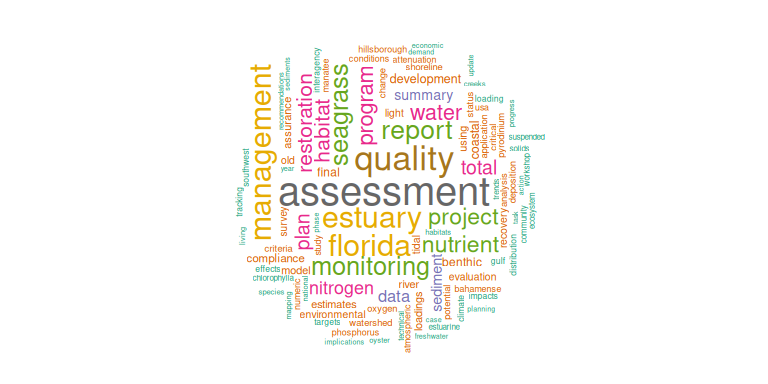 economic
hillsborough
demand
conditions
attenuation
interagency
shoreline
update
recommendations
sediments
manatee
change
development
creeks
management
assurance
restoration
habitat
seagrass
program
summary
status
loading
usa
progress
light
water
report
using
coastal
application
critical
pyrodinium
suspended
solids
old
year
final
quality
total
southwest
tracking
living
assessment
trends
analysis
deposition
action
workshop
ecosystem
survey
plan
phase
estuary
project
recovery
task
community
distribution
study
florida
tidal
habitats
nutrient
criteria
compliance
monitoring
sediment
benthic
gulf
effects
model
chlorophylla
evaluation
species
numeric
national
nitrogen
river
data
potential
bahamense
mapping
estimates
oxygen
loadings
climate
impacts
environmental
planning
targets
watershed
technical
atmospheric
case
estuarine
phosphorus
freshwater
implications
oyster